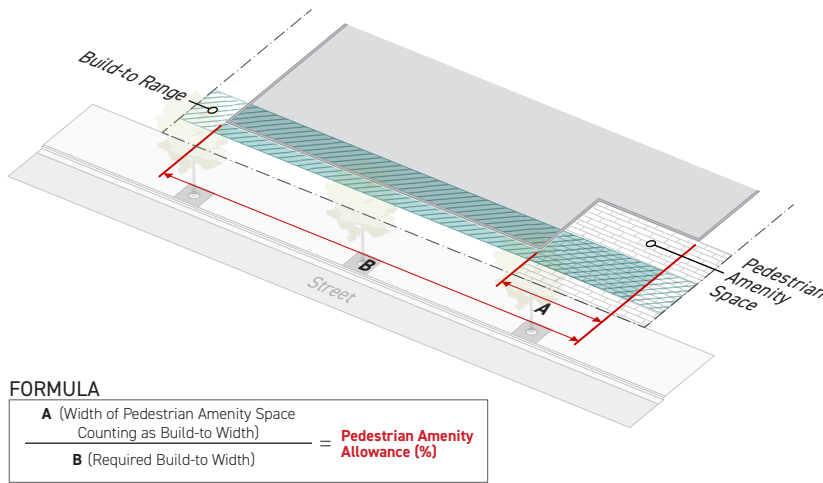 Build-to Range
B
A
Street
Pedestrian
Amenity
Space
FORMULA
A (Width of Pedestrian Amenity Space
Counting as Build-to Width)
B (Required Build-to Width)
= Pedestrian Amenity
Allowance (%)